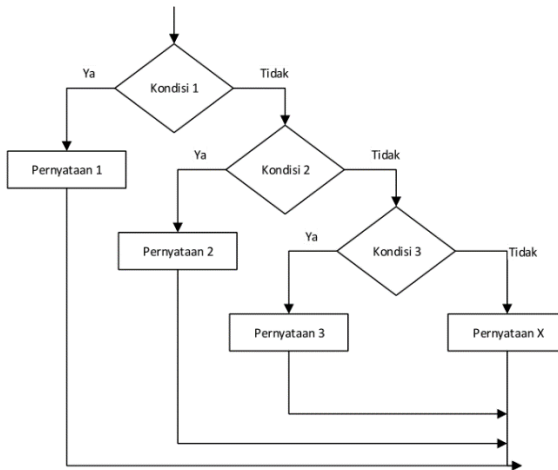 Kondisi 1
Ya
Tidak
Pernyataan 1
Kondisi 2
Ya
Tidak
Pernyataan 2
Kondisi 3
Ya
Tidak
Pernyataan 3
Pernyataan X